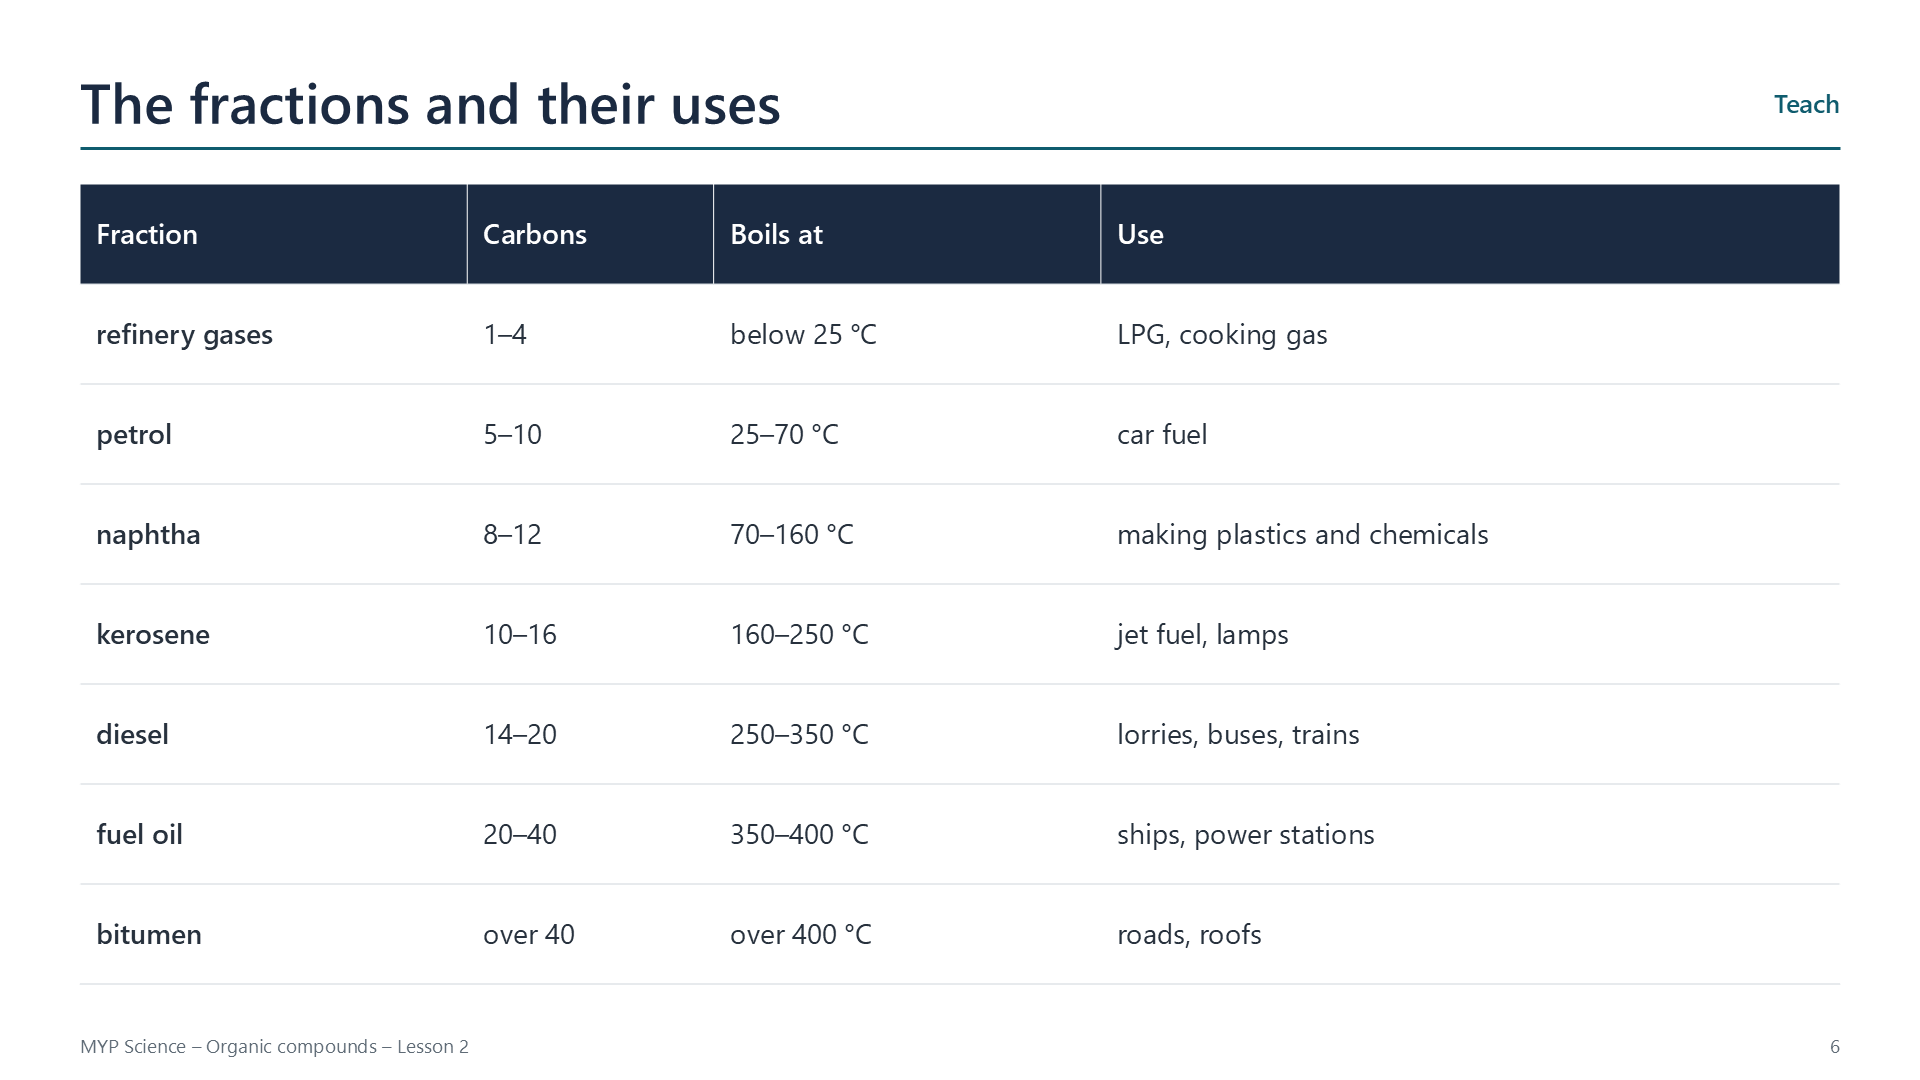 The fractions and their uses
Teach
Fraction Carbons Boils at Use
refinery gases 1–4 below 25 °C LPG, cooking gas
petrol 5–10 25–70 °C car fuel
naphtha 8–12 70–160 °C making plastics and chemicals
kerosene 10–16 160–250 °C jet fuel, lamps
diesel 14–20 250–350 °C lorries, buses, trains
fuel oil 20–40 350–400 °C ships, power stations
bitumen over 40 over 400 °C roads, roofs
MYP Science – Organic compounds – Lesson 2
6